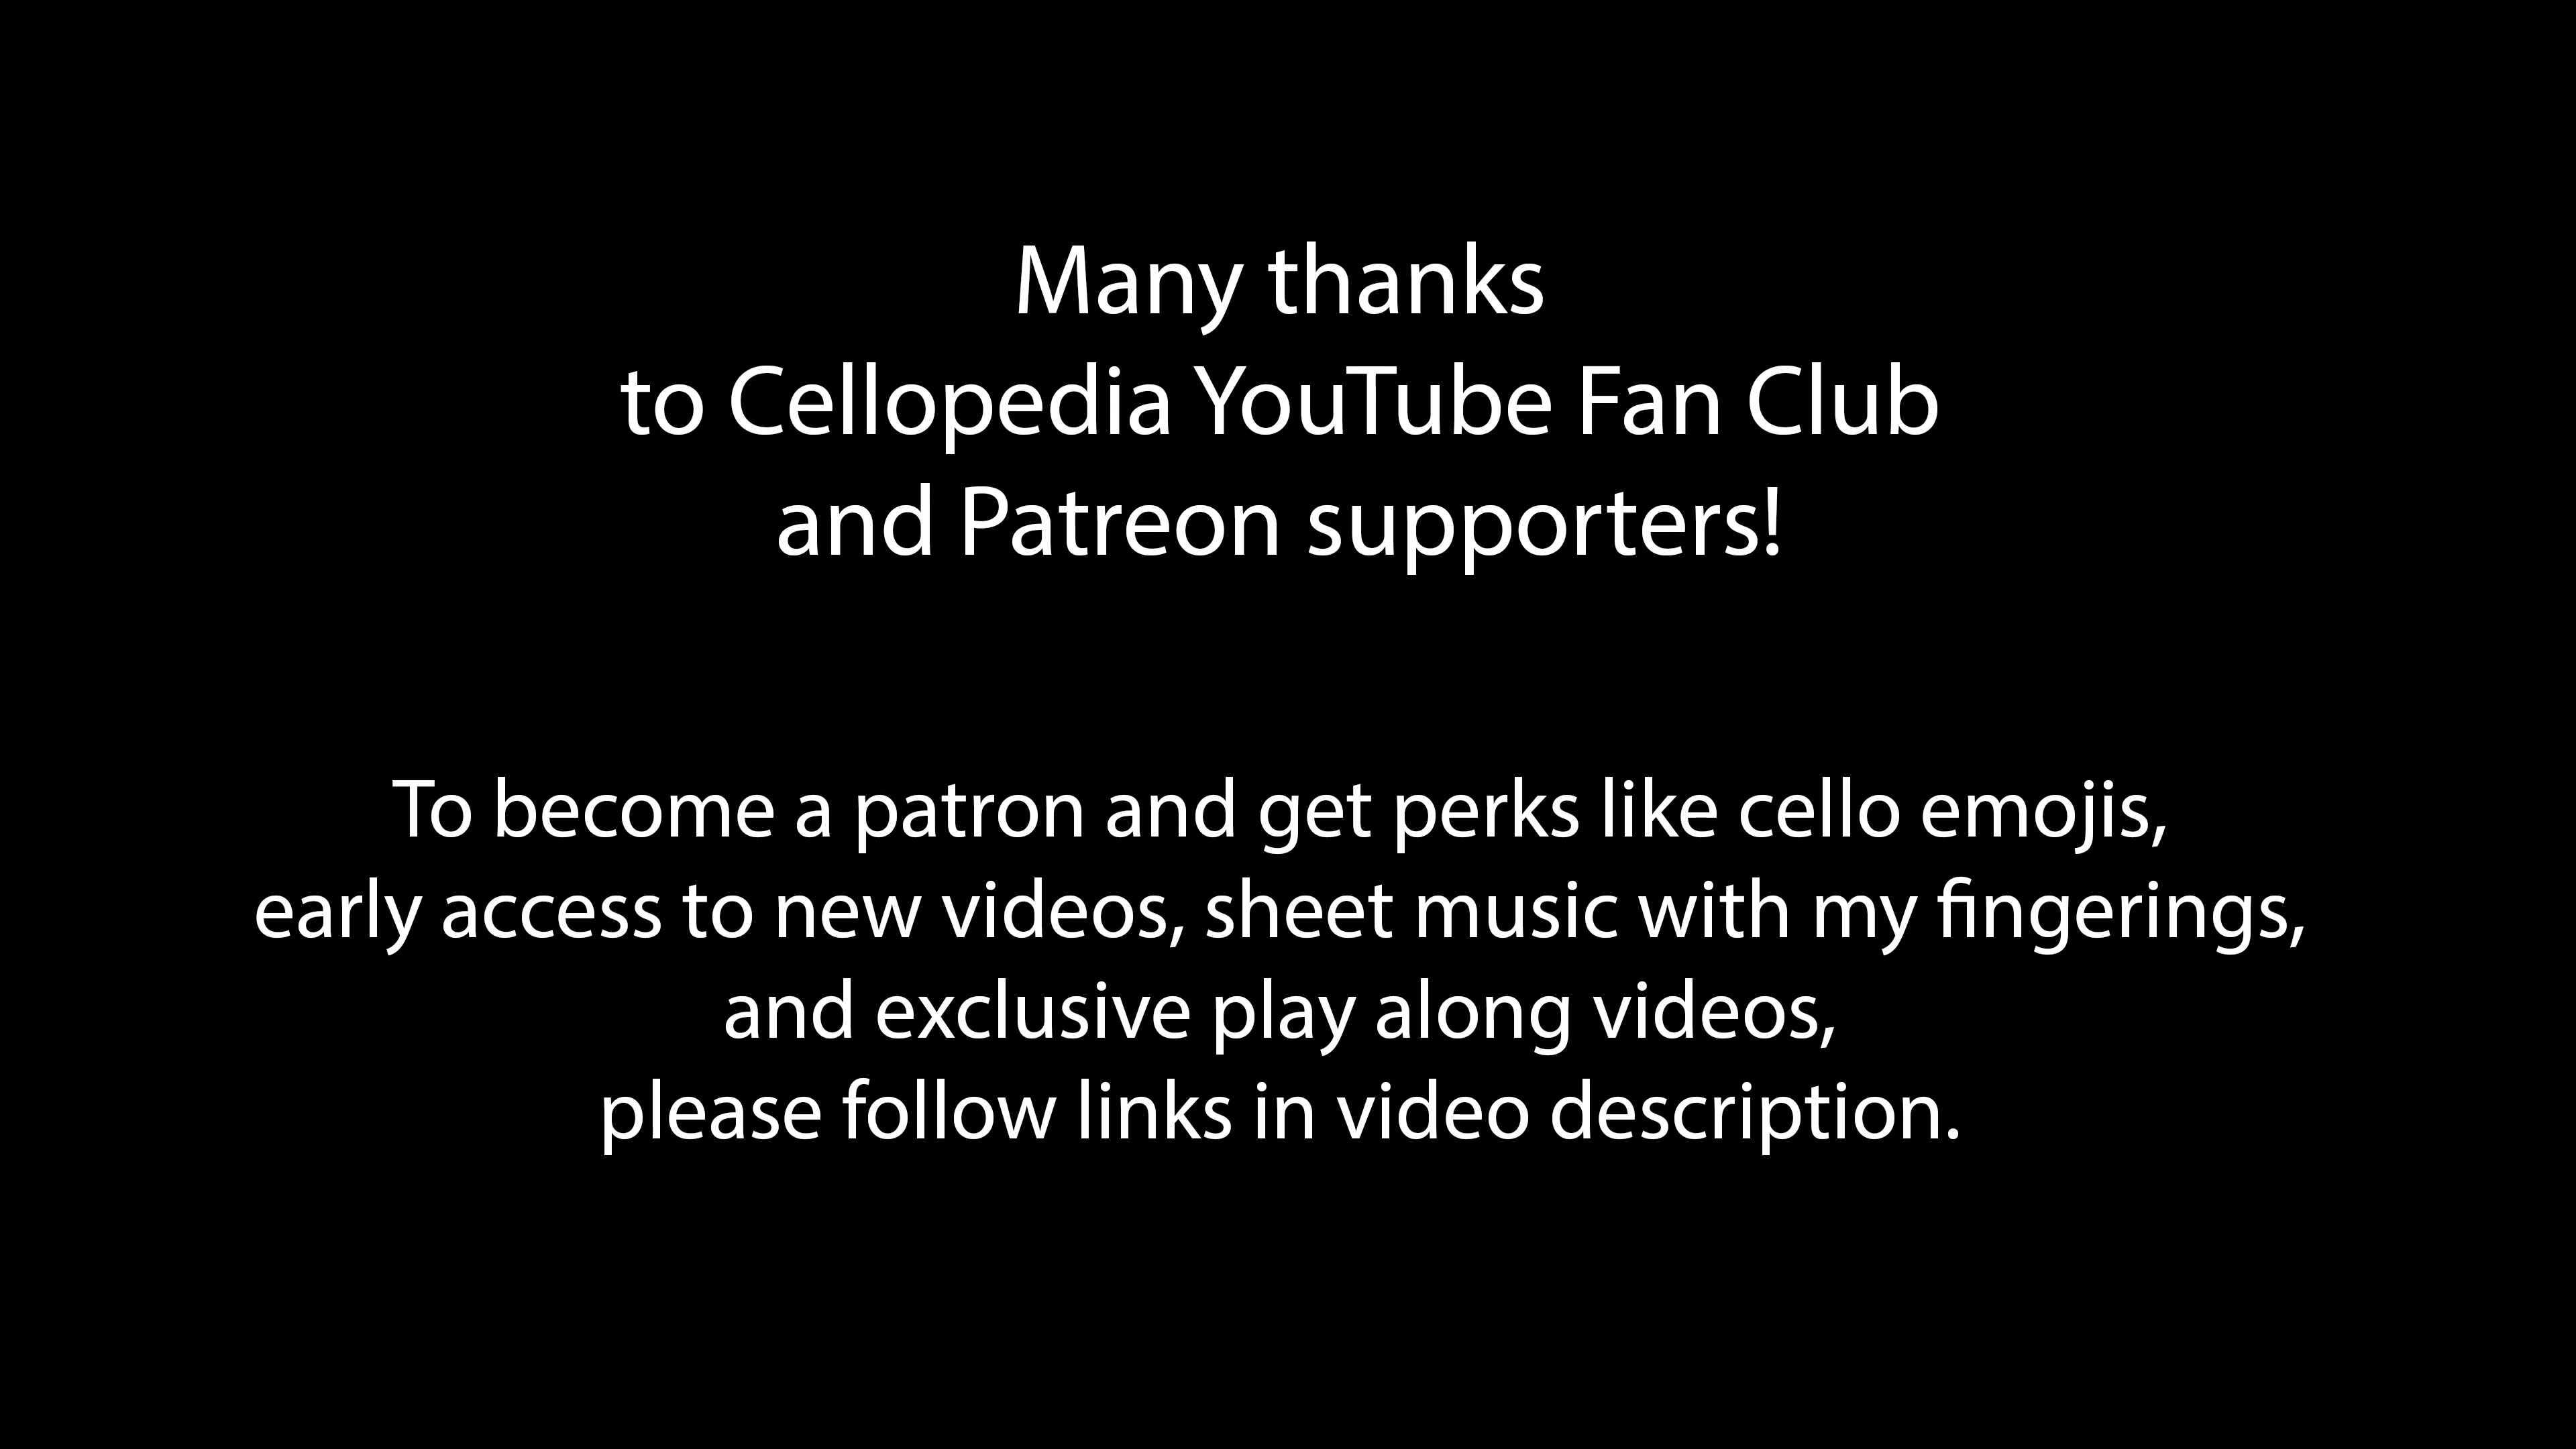 Many thanks
to Cellopedia YouTube Fan Club
and Patreon supporters!
To become a patron and get perks like cello emojis,
early access to new videos, sheet music with my fingerings,
and exclusive play along videos,
please follow links in video description.